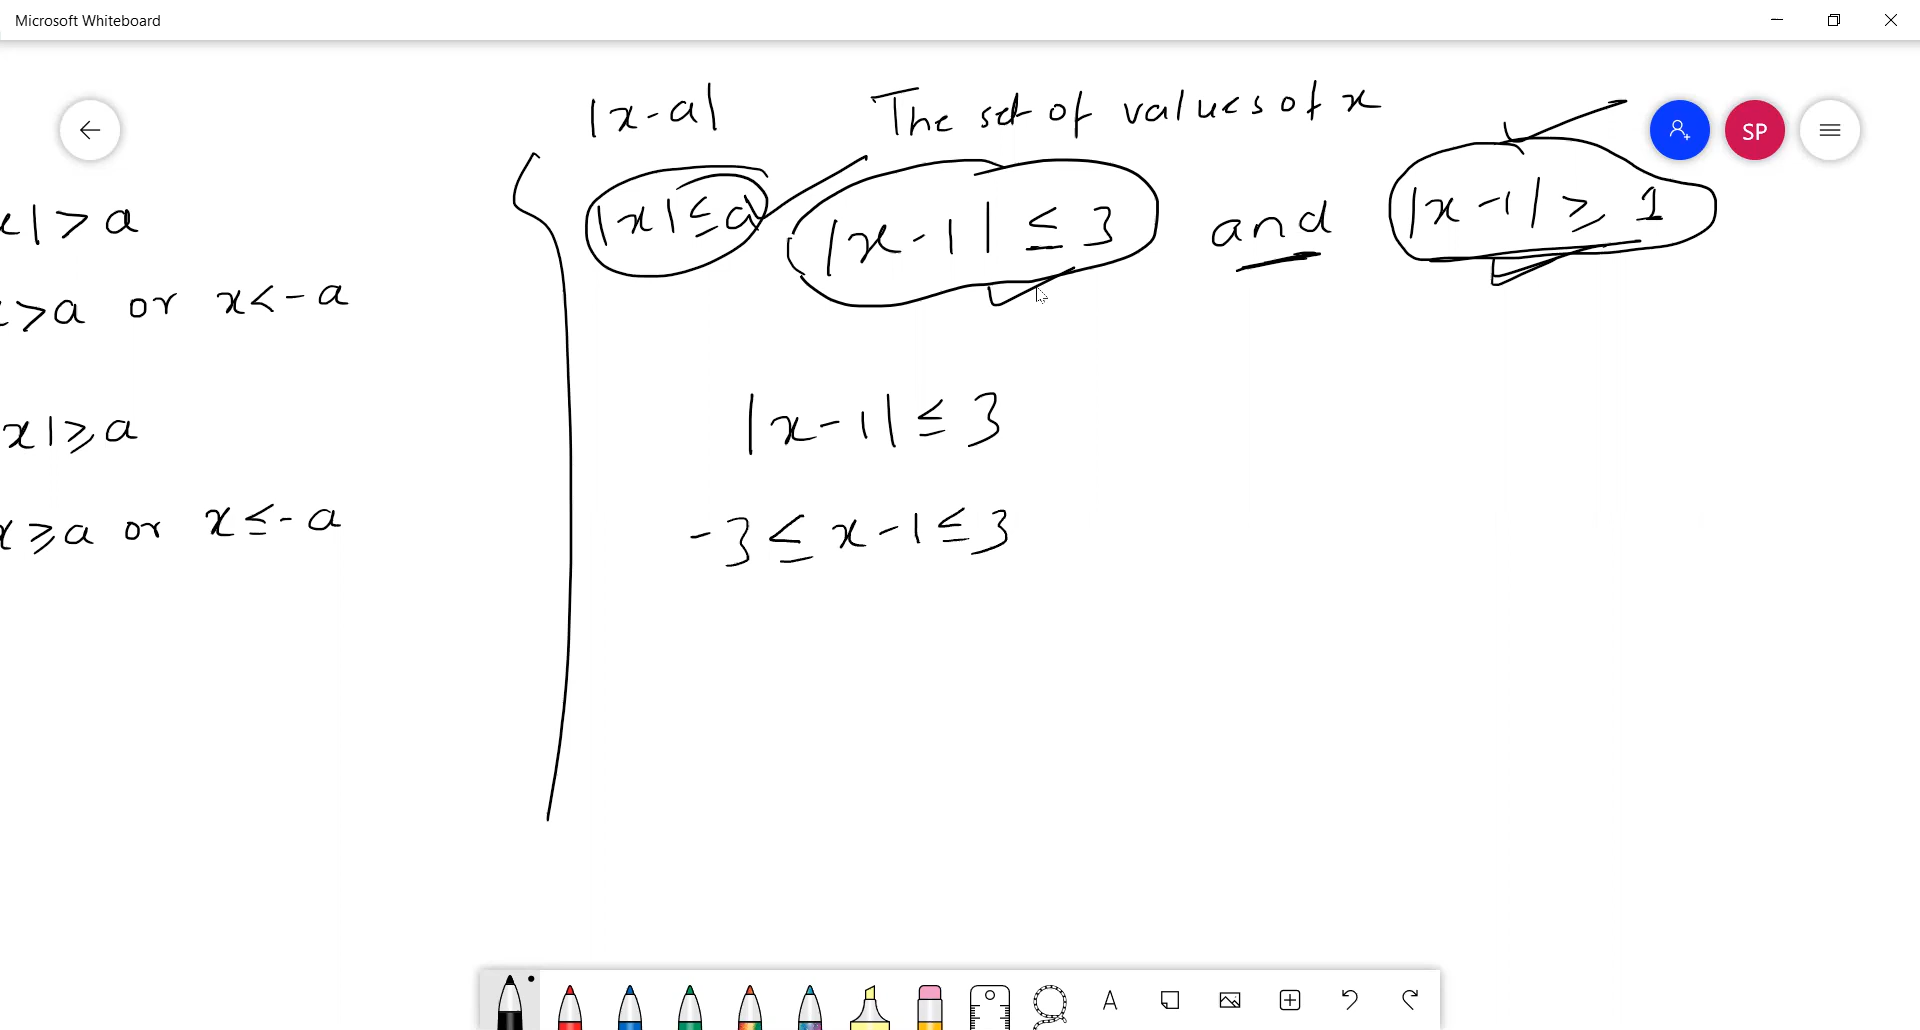 Microsoft Whiteboard
|x-a| The set of values of x
|x| ≤ a |x-1| ≤ 3 and |x-1| ≥ 1
x| > a
x>a or x<-a
|x-1| ≤ 3
x| ≥ a
x ≥ a or x ≤ -a
-3 ≤ x-1 ≤ 3
SP
A